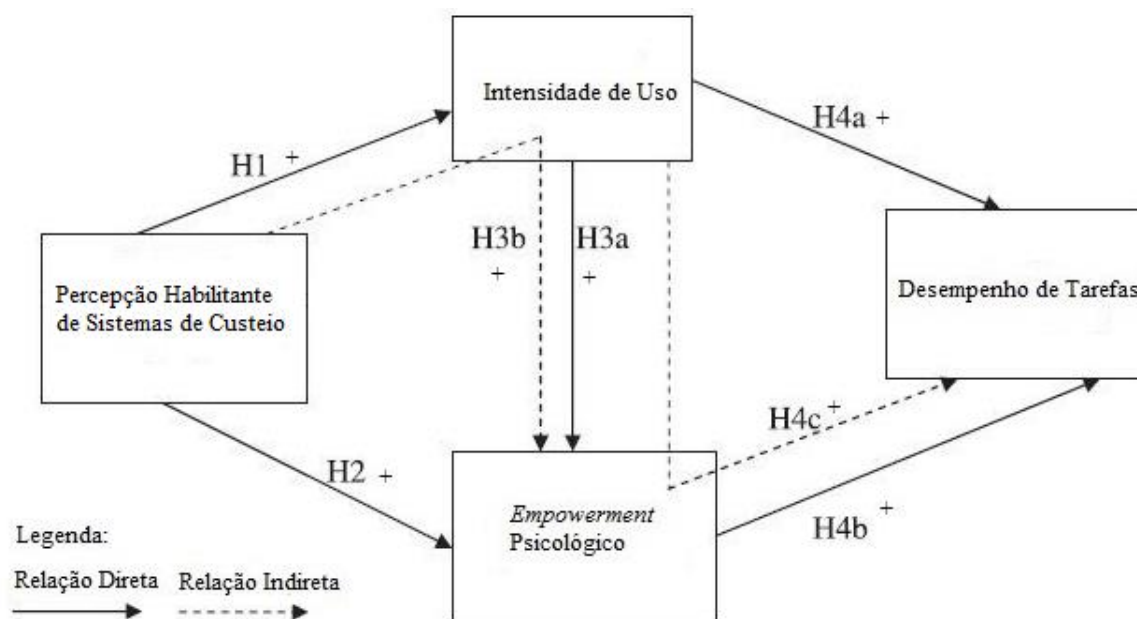 Intensidade de Uso
H4a +
H1 +
H3b +
H3a +
Percepção Habilitante
de Sistemas de Custeio
Desempenho de Tarefas
H4c +
H2 +
Empowerment
Psicológico
H4b +
Legenda:
Relação Direta Relação Indireta